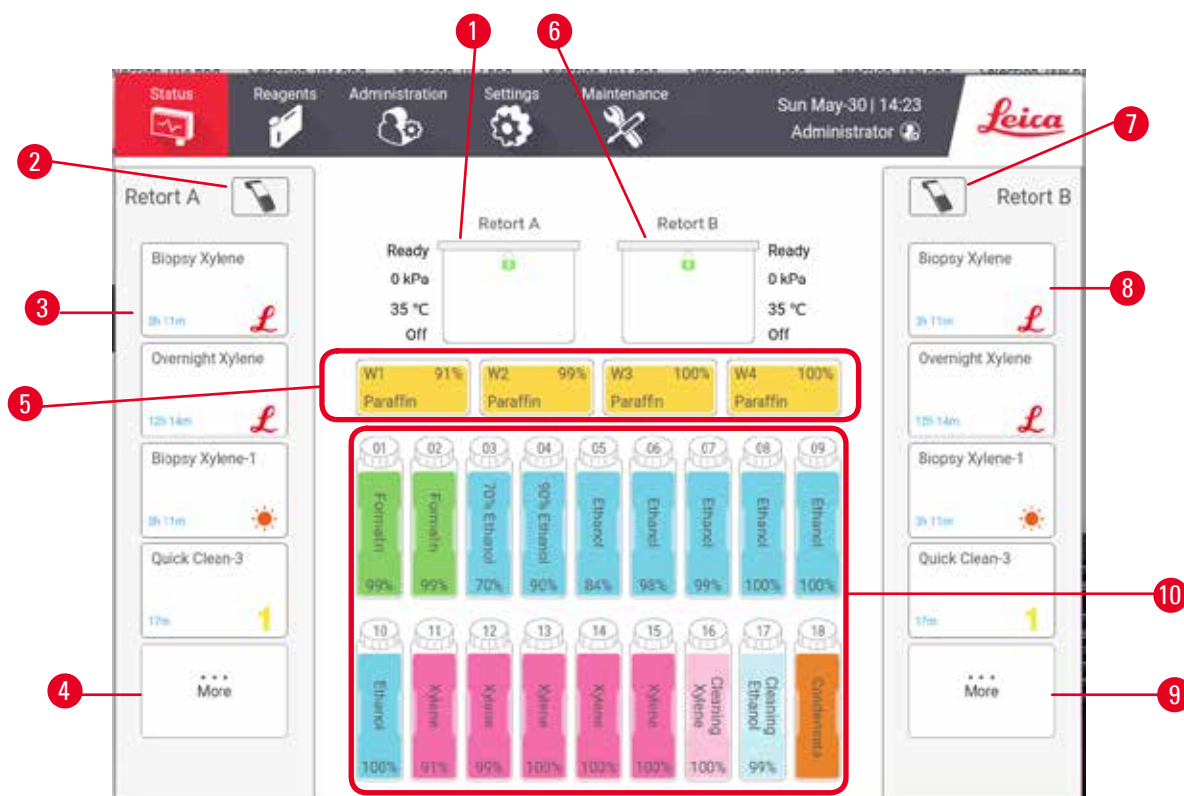 1
6
Status
Reagents
Administration
Settings
Maintenance
Sun May-30 | 14:23
Administrator
Leica
7
2
Retort A
Retort B
Retort A
Retort B
Biopsy Xylene
3h 11m
3
Overnight Xylene
12h 14m
Biopsy Xylene-1
3h 11m
Quick Clean-3
17m
1
4
More
Ready
0 kPa
35 °C
Off
Ready
0 kPa
35 °C
Off
5
W1 91%
Paraffin
W2 99%
Paraffin
W3 100%
Paraffin
W4 100%
Paraffin
01 02 03 04 05 06 07 08 09
Formalin
Formalin
70% Ethanol
90% Ethanol
Ethanol
Ethanol
Ethanol
Ethanol
Ethanol
99% 99% 70% 90% 84% 98% 99% 100% 100%
10 11 12 13 14 15 16 17 18
Ethanol
Xylene
Xylene
Xylene
Xylene
Xylene
Cleaning
Xylene
Cleaning
Ethanol
100% 91% 99% 100% 100% 100% 100% 99%
Biopsy Xylene
3h 11m
8
Overnight Xylene
12h 14m
Biopsy Xylene-1
3h 11m
Quick Clean-3
17m
1
10
More
9